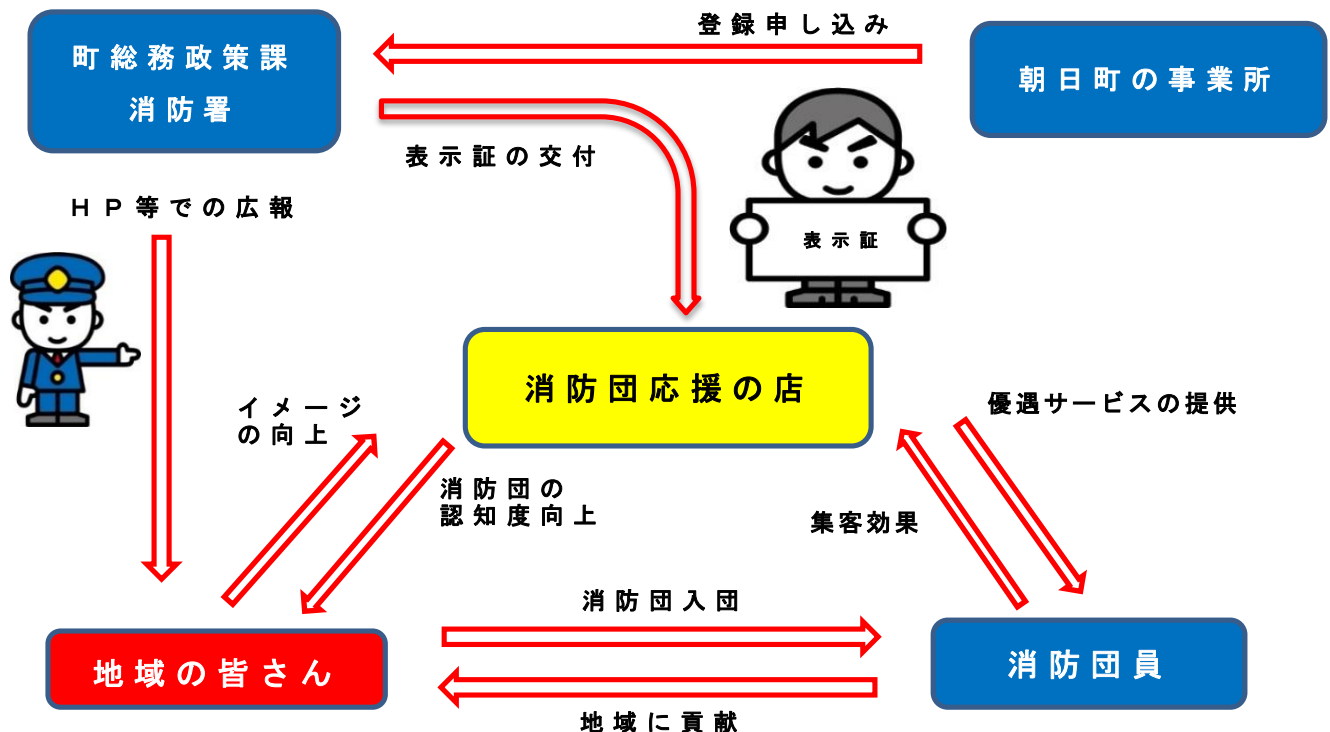 登録申し込み
町総務政策課
消防署
朝日町の事業所
表示証の交付
HP等での広報
表示証
消防団応援の店
イメージ
の向上
優遇サービスの提供
消防団の
認知度向上
集客効果
消防団入団
地域の皆さん
消防団員
地域に貢献